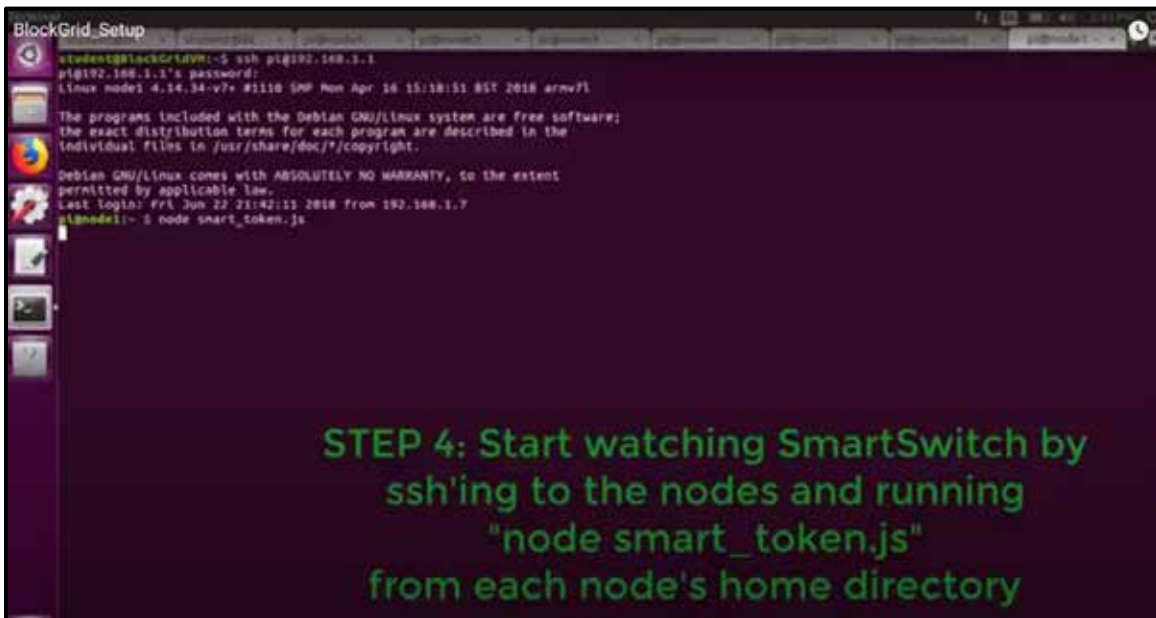 BlockGrid_Setup
student@BlockGridVM:~$ ssh pi@192.168.1.1
pi@192.168.1.1's password:
Linux node1 4.14.34-v7+ #1110 SMP Mon Apr 16 15:18:51 BST 2018 armv7l
The programs included with the Debian GNU/Linux system are free software;
the exact distribution terms for each program are described in the
individual files in /usr/share/doc/*/copyright.
Debian GNU/Linux comes with ABSOLUTELY NO WARRANTY, to the extent
permitted by applicable law.
Last login: Fri Jun 22 21:42:11 2018 from 192.168.1.7
pi@node1:~ $ node smart_token.js
STEP 4: Start watching SmartSwitch by
ssh'ing to the nodes and running
"node smart_token.js"
from each node's home directory